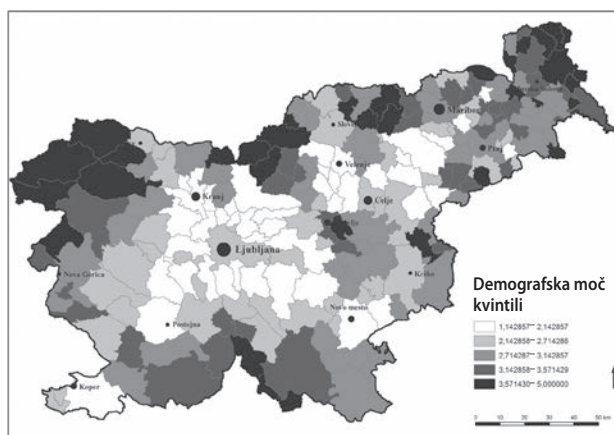 Maribor
Slovenj
Ptuj
Velenje
Kranj
Celje
Ljubljana
Nova Gorica
Krško
Novo mesto
Postojna
Koper
Demografska moč
kvintili
1,142857– 2,142857
2,142858– 2,714286
2,714287– 3,142857
3,142858– 3,571429
3,571430– 5,000000
0 10 20 30 40 50 km